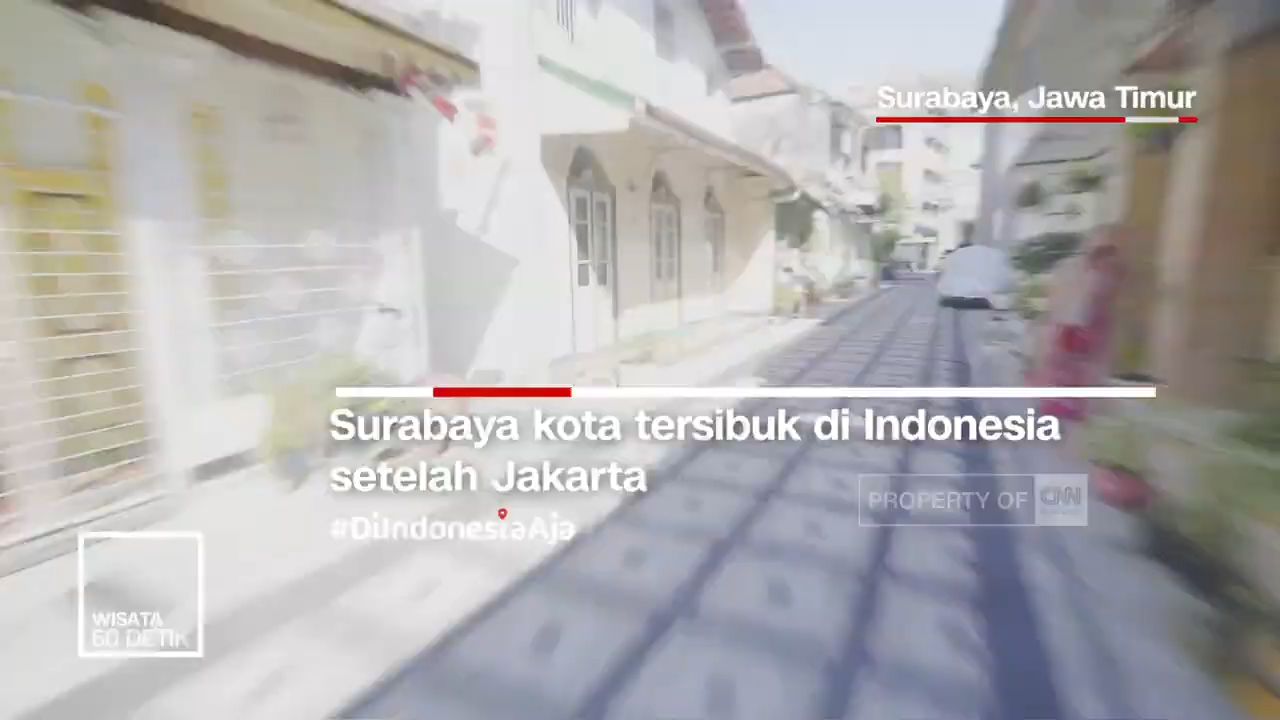 Surabaya, Jawa Timur
Surabaya kota tersibuk di Indonesia
setelah Jakarta
PROPERTY OF CNN
#DiIndonesiaAja
WISATA
60 DETIK